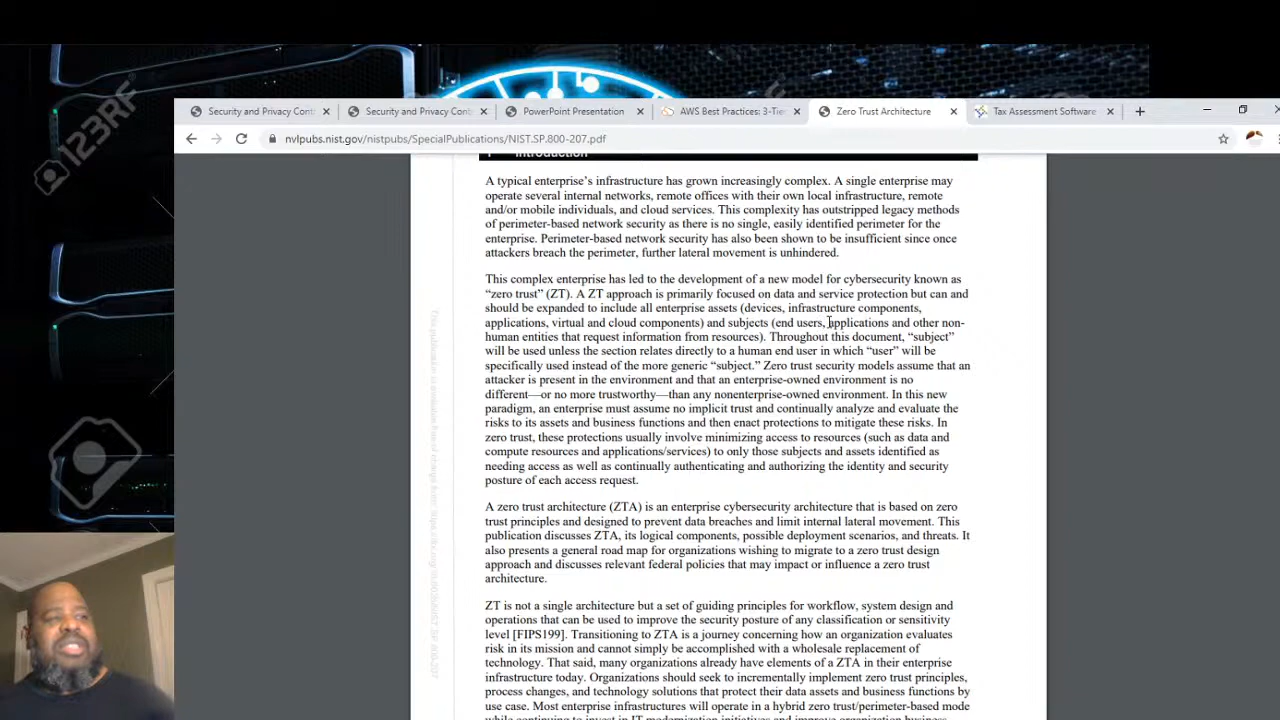 123RF
Security and Privacy Cont
Security and Privacy Cont
PowerPoint Presentation
AWS Best Practices: 3-Tie
Zero Trust Architecture
Tax Assessment Software
nvlpubs.nist.gov/nistpubs/SpecialPublications/NIST.SP.800-207.pdf
Introduction
A typical enterprise’s infrastructure has grown increasingly complex. A single enterprise may
operate several internal networks, remote offices with their own local infrastructure, remote
and/or mobile individuals, and cloud services. This complexity has outstripped legacy methods
of perimeter-based network security as there is no single, easily identified perimeter for the
enterprise. Perimeter-based network security has also been shown to be insufficient since once
attackers breach the perimeter, further lateral movement is unhindered.
This complex enterprise has led to the development of a new model for cybersecurity known as
“zero trust” (ZT). A ZT approach is primarily focused on data and service protection but can and
should be expanded to include all enterprise assets (devices, infrastructure components,
applications, virtual and cloud components) and subjects (end users, applications and other non-
human entities that request information from resources). Throughout this document, “subject”
will be used unless the section relates directly to a human end user in which “user” will be
specifically used instead of the more generic “subject.” Zero trust security models assume that an
attacker is present in the environment and that an enterprise-owned environment is no
different—or no more trustworthy—than any nonenterprise-owned environment. In this new
paradigm, an enterprise must assume no implicit trust and continually analyze and evaluate the
risks to its assets and business functions and then enact protections to mitigate these risks. In
zero trust, these protections usually involve minimizing access to resources (such as data and
compute resources and applications/services) to only those subjects and assets identified as
needing access as well as continually authenticating and authorizing the identity and security
posture of each access request.
A zero trust architecture (ZTA) is an enterprise cybersecurity architecture that is based on zero
trust principles and designed to prevent data breaches and limit internal lateral movement. This
publication discusses ZTA, its logical components, possible deployment scenarios, and threats. It
also presents a general road map for organizations wishing to migrate to a zero trust design
approach and discusses relevant federal policies that may impact or influence a zero trust
architecture.
ZT is not a single architecture but a set of guiding principles for workflow, system design and
operations that can be used to improve the security posture of any classification or sensitivity
level [FIPS199]. Transitioning to ZTA is a journey concerning how an organization evaluates
risk in its mission and cannot simply be accomplished with a wholesale replacement of
technology. That said, many organizations already have elements of a ZTA in their enterprise
infrastructure today. Organizations should seek to incrementally implement zero trust principles,
process changes, and technology solutions that protect their data assets and business functions by
use case. Most enterprise infrastructures will operate in a hybrid zero trust/perimeter-based mode
while continuing to invest in IT modernization initiatives and improve organization business